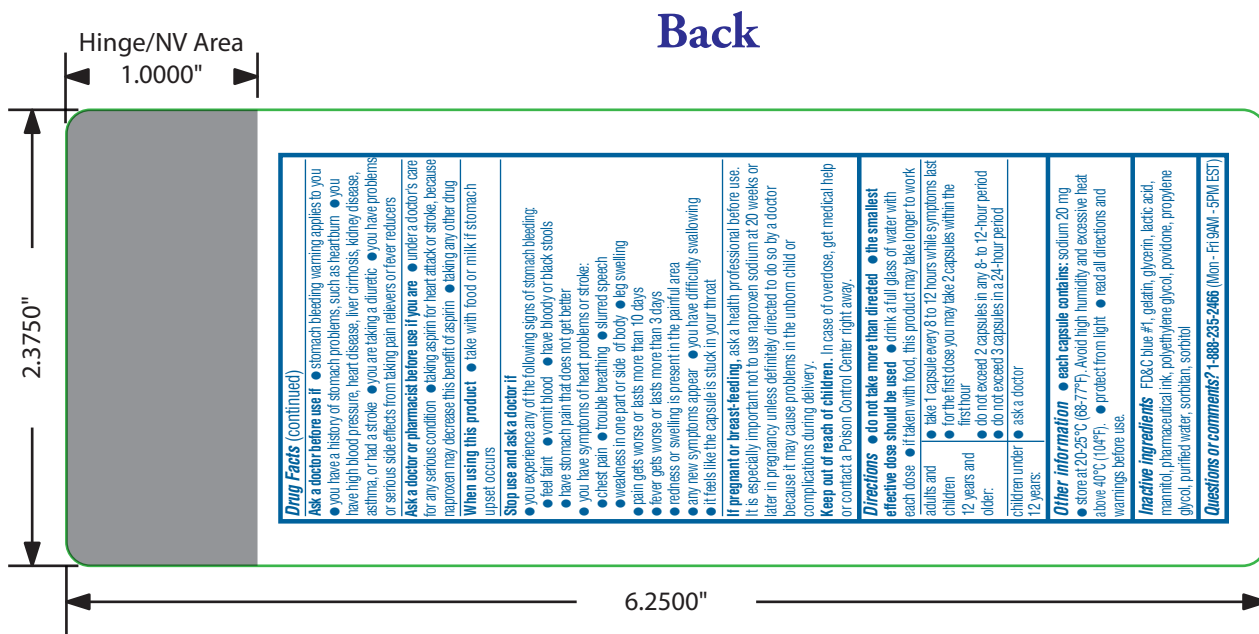 Back
Hinge/NV Area
1.0000"
2.3750"
Drug Facts (continued)
Ask a doctor before use if ● stomach bleeding warning applies to you
● you have a history of stomach problems, such as heartburn ● you
have high blood pressure, heart disease, liver cirrhosis, kidney disease,
asthma, or had a stroke ● you are taking a diuretic ● you have problems
or serious side effects from taking pain relievers or fever reducers
Ask a doctor or pharmacist before use if you are ● under a doctor's care
for any serious condition ● taking aspirin for heart attack or stroke, because
naproxen may decrease this benefit of aspirin ● taking any other drug
When using this product ● take with food or milk if stomach
upset occurs
Stop use and ask a doctor if
● you experience any of the following signs of stomach bleeding:
● feel faint ● vomit blood ● have bloody or black stools
● have stomach pain that does not get better
● you have symptoms of heart problems or stroke:
● chest pain ● trouble breathing ● slurred speech
● weakness in one part or side of body ● leg swelling
● pain gets worse or lasts more than 10 days
● fever gets worse or lasts more than 3 days
● redness or swelling is present in the painful area
● any new symptoms appear ● you have difficulty swallowing
● it feels like the capsule is stuck in your throat
If pregnant or breast-feeding, ask a health professional before use.
It is especially important not to use naproxen sodium at 20 weeks or
later in pregnancy unless definitely directed to do so by a doctor
because it may cause problems in the unborn child or
complications during delivery.
Keep out of reach of children. In case of overdose, get medical help
or contact a Poison Control Center right away.
Directions ● do not take more than directed ● the smallest
effective dose should be used ● drink a full glass of water with
each dose ● if taken with food, this product may take longer to work
adults and
children
12 years and
older:
● take 1 capsule every 8 to 12 hours while symptoms last
● for the first dose you may take 2 capsules within the
first hour
● do not exceed 2 capsules in any 8- to 12-hour period
● do not exceed 3 capsules in a 24-hour period
children under
12 years:
● ask a doctor
Other information ● each capsule contains: sodium 20 mg
● store at 20-25°C (68-77°F). Avoid high humidity and excessive heat
above 40°C (104°F). ● protect from light ● read all directions and
warnings before use.
Inactive ingredients FD&C blue #1, gelatin, glycerin, lactic acid,
mannitol, pharmaceutical ink, polyethylene glycol, povidone, propylene
glycol, purified water, sorbitan, sorbitol
Questions or comments? 1-888-235-2466 (Mon - Fri 9AM - 5PM EST)
6.2500"